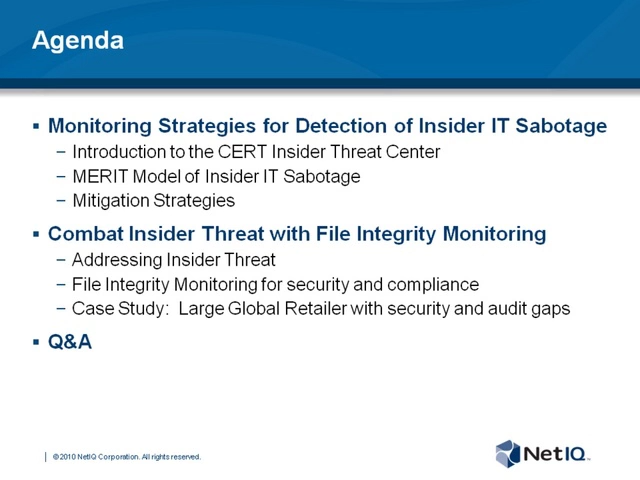 Agenda
▪ Monitoring Strategies for Detection of Insider IT Sabotage
– Introduction to the CERT Insider Threat Center
– MERIT Model of Insider IT Sabotage
– Mitigation Strategies
▪ Combat Insider Threat with File Integrity Monitoring
– Addressing Insider Threat
– File Integrity Monitoring for security and compliance
– Case Study:  Large Global Retailer with security and audit gaps
▪ Q&A
© 2010 NetIQ Corporation. All rights reserved.
NetIQ